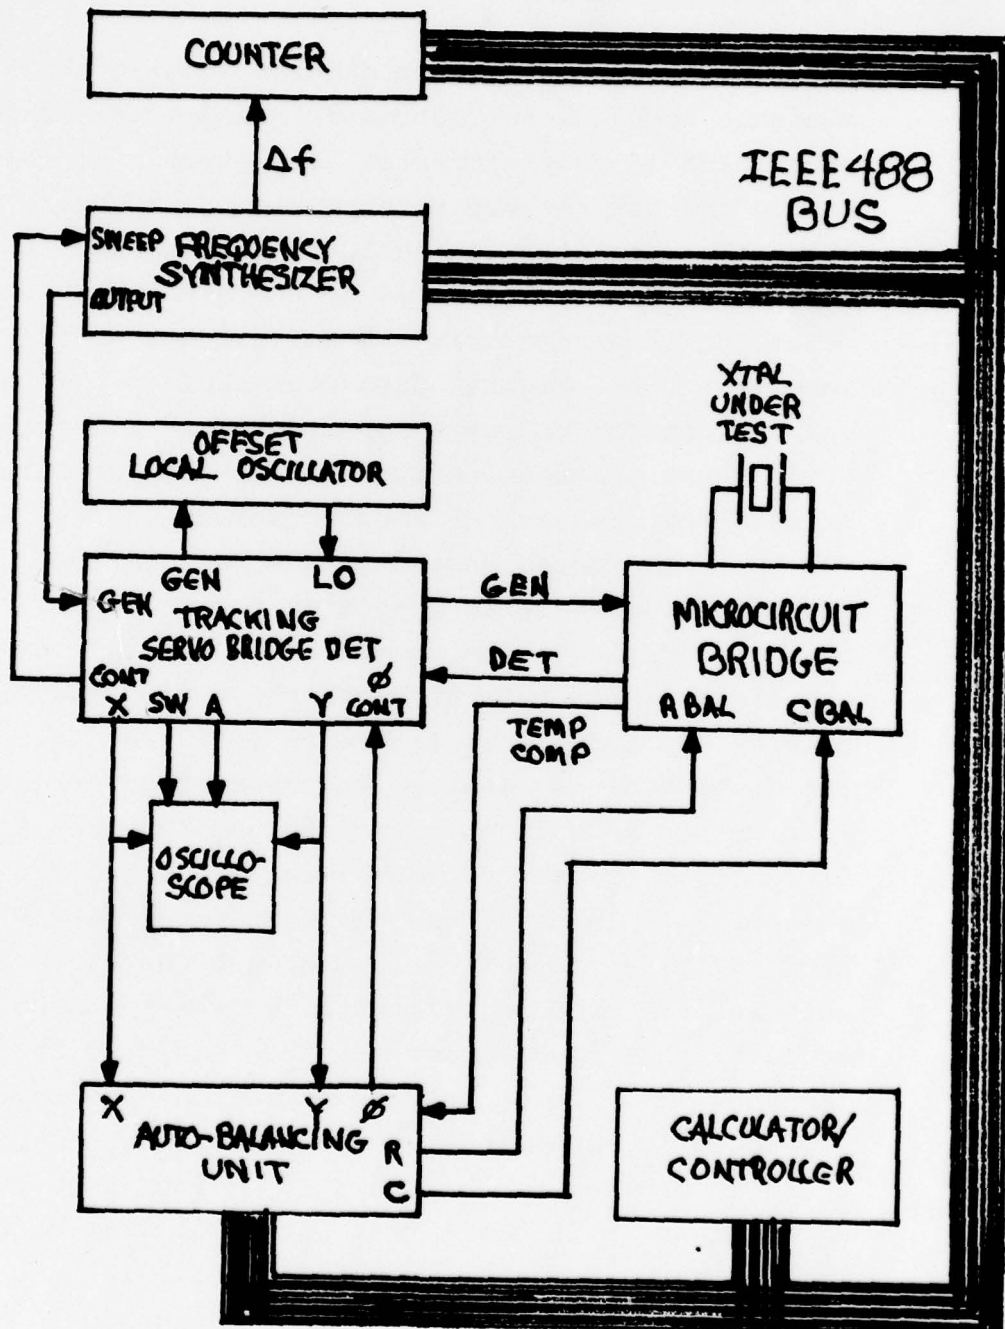 COUNTER
Δf
IEEE488
BUS
SWEEP FREQUENCY
SYNTHESIZER
OUTPUT
XTAL
UNDER
TEST
OFFSET
LOCAL OSCILLATOR
GEN LO
GEN
TRACKING
SERVO BRIDGE DET
CONT ϕ
X SW A Y CONT
GEN
DET
TEMP
COMP
MICROCIRCUIT
BRIDGE
R BAL C BAL
OSCILLO-
SCOPE
X Y ϕ
AUTO-BALANCING
UNIT
R
C
CALCULATOR/
CONTROLLER